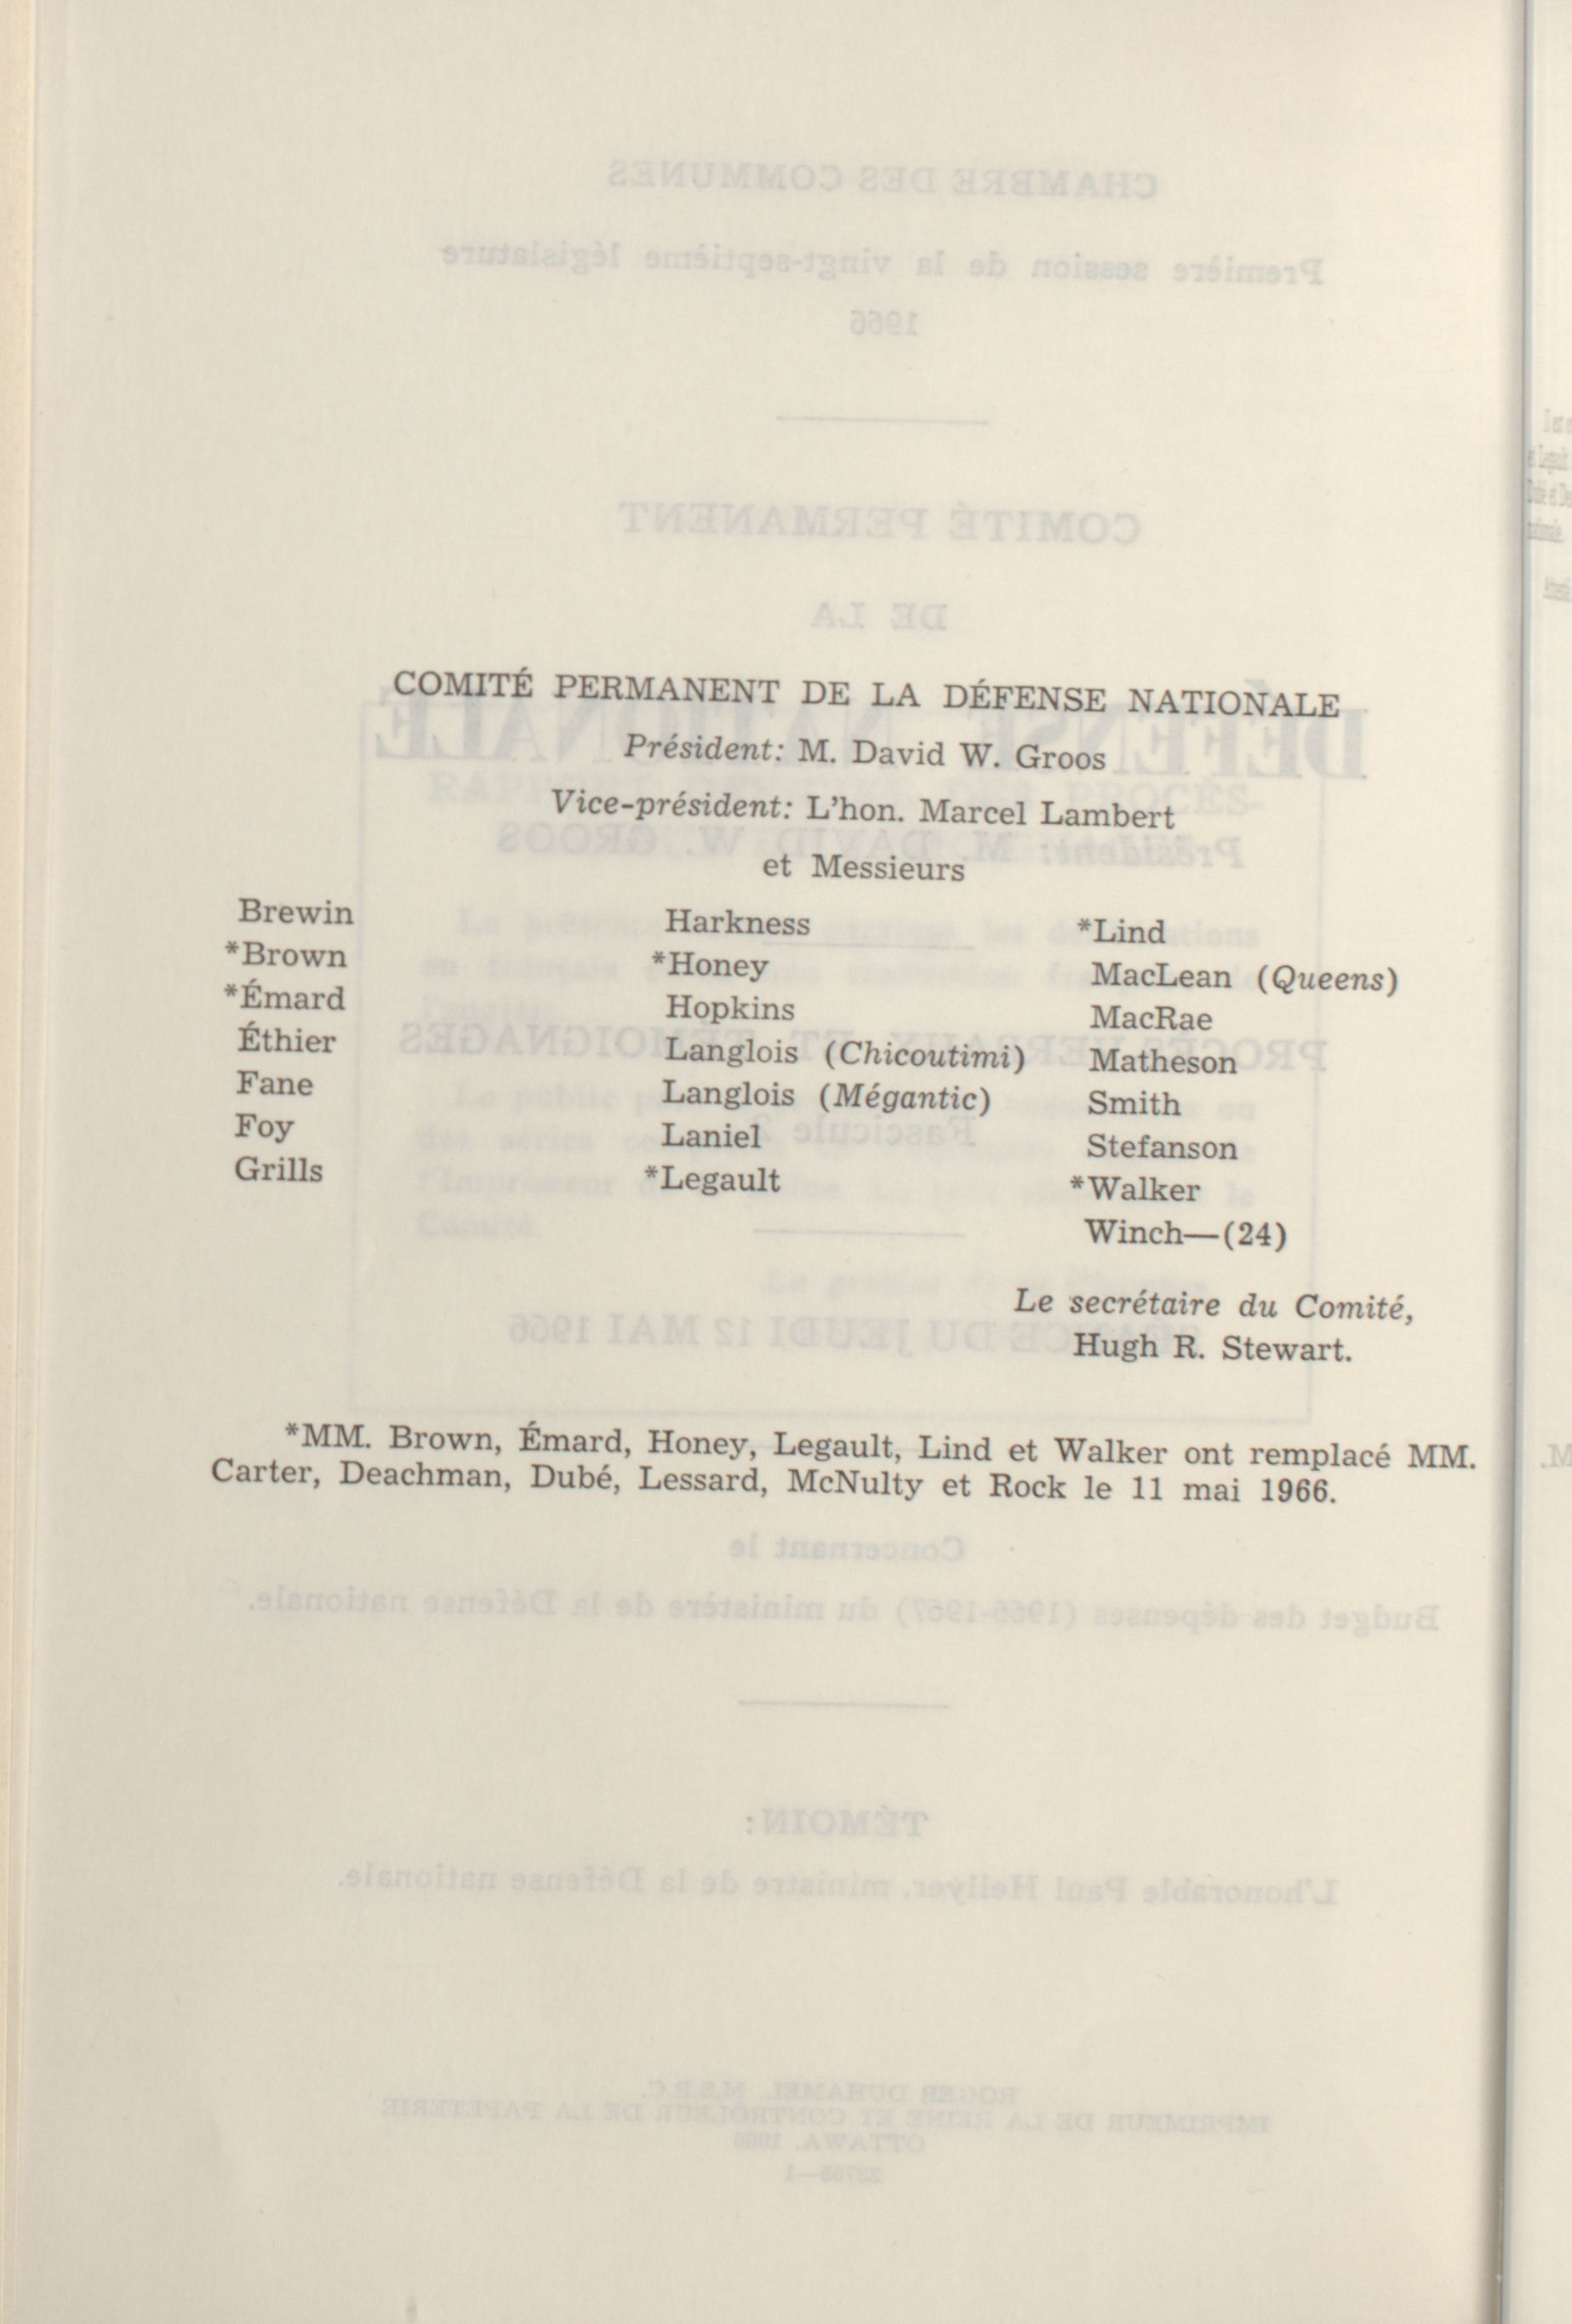 COMITÉ PERMANENT DE LA DÉFENSE NATIONALE
Président: M. David W. Groos
Vice-président: L'hon. Marcel Lambert
et Messieurs
Brewin
*Brown
*Émard
Éthier
Fane
Foy
Grills
Harkness
*Honey
Hopkins
Langlois (Chicoutimi)
Langlois (Mégantic)
Laniel
*Legault
*Lind
MacLean (Queens)
MacRae
Matheson
Smith
Stefanson
*Walker
Winch—(24)
Le secrétaire du Comité,
Hugh R. Stewart.
*MM. Brown, Émard, Honey, Legault, Lind et Walker ont remplacé MM.
Carter, Deachman, Dubé, Lessard, McNulty et Rock le 11 mai 1966.